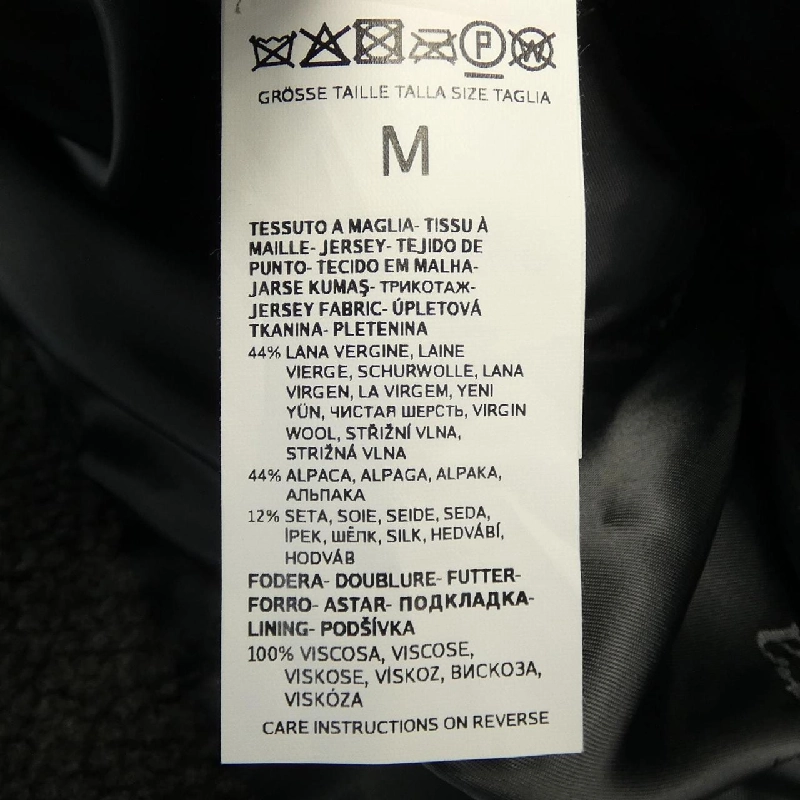 P W
GRÖSSE TAILLE TALLA SIZE TAGLIA
M
TESSUTO A MAGLIA- TISSU À
MAILLE- JERSEY- TEJIDO DE
PUNTO- TECIDO EM MALHA-
JARSE KUMAŞ- ТРИКОТАЖ-
JERSEY FABRIC- ÚPLETOVÁ
TKANINA- PLETENINA
44% LANA VERGINE, LAINE
VIERGE, SCHURWOLLE, LANA
VIRGEN, LA VIRGEM, YENI
YÜN, ЧИСТАЯ ШЕРСТЬ, VIRGIN
WOOL, STŘIŽNÍ VLNA,
STRIŽNÁ VLNA
44% ALPACA, ALPAGA, ALPAKA,
АЛЬПАКА
12% SETA, SOIE, SEIDE, SEDA,
İPEK, ШЁЛК, SILK, HEDVÁBÍ,
HODVÁB
FODERA- DOUBLURE- FUTTER-
FORRO- ASTAR- ПОДКЛАДКА-
LINING- PODŠÍVKA
100% VISCOSA, VISCOSE,
VISKOSE, VİSKOZ, ВИСКОЗА,
VISKÓZA
CARE INSTRUCTIONS ON REVERSE